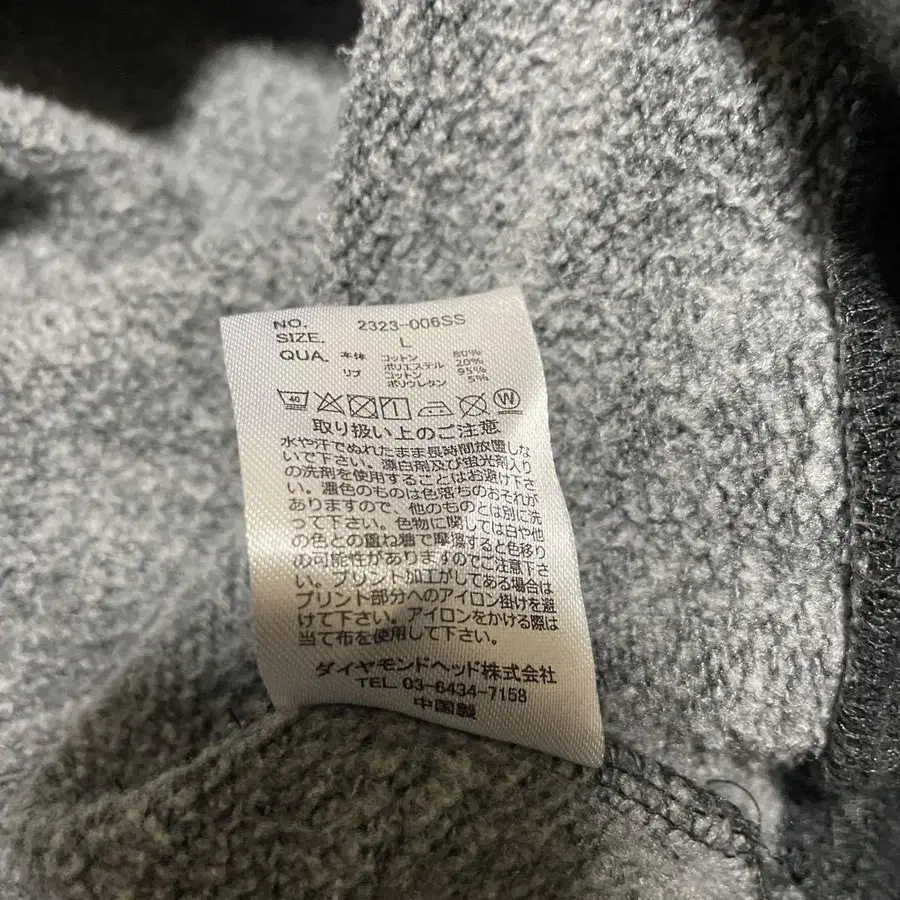 NO. 2323-006SS
SIZE. L
QUA. 本体 コットン 80%
ポリエステル 20%
リブ コットン 95%
ポリウレタン 5%
40 W
取り扱い上のご注意
水や汗でぬれたまま長時間放置しな
いで下さい。漂白剤及び蛍光剤入り
の洗剤を使用することはお避け下さ
い。濃色のものは色落ちのおそれが
ありますので、他のものとは別に洗
って下さい。色物に関しては白や他
の色との重ね着で摩擦すると色移り
の可能性がありますのでご注意下さ
い。プリント加工がしてある場合は
プリント部分へのアイロン掛けを避
けて下さい。アイロンをかける際は
当て布を使用して下さい。
ダイヤモンドヘッド株式会社
TEL. 03-6434-7158
中国製